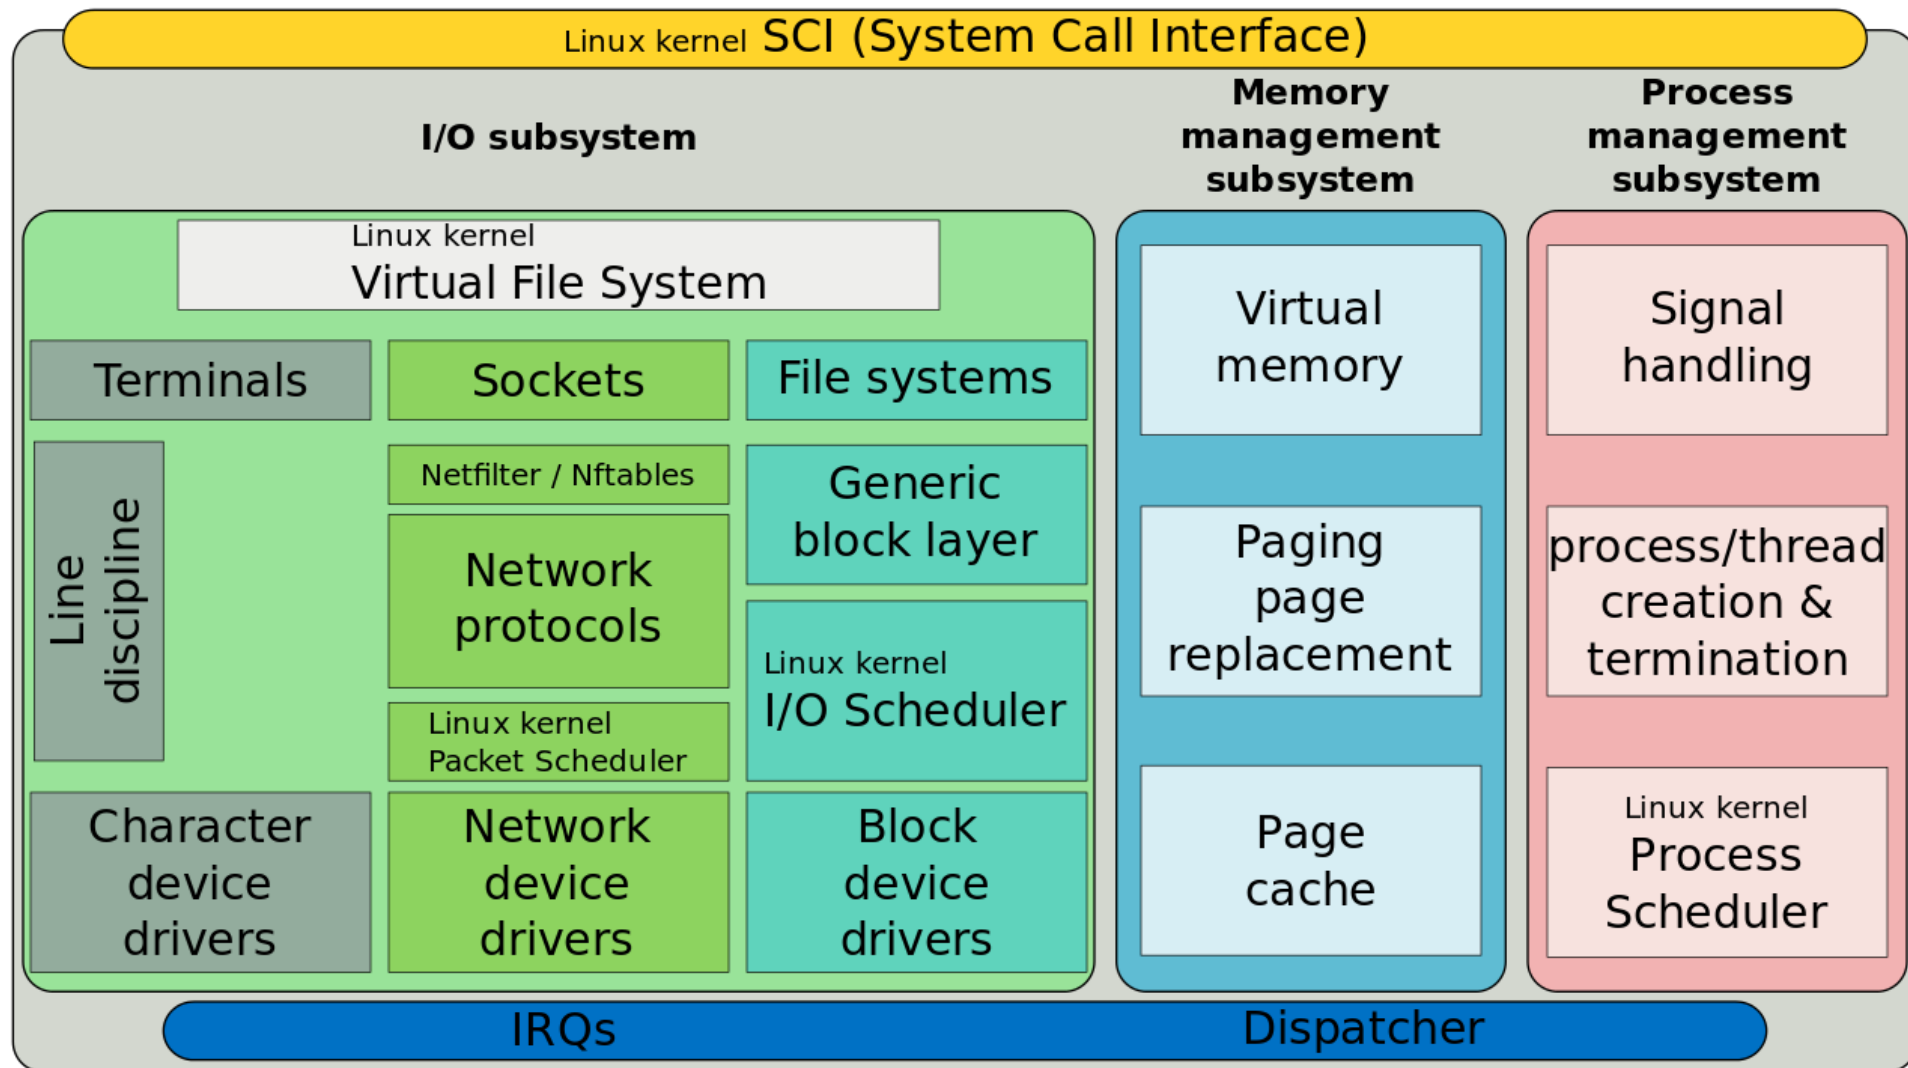 Linux kernel SCI (System Call Interface)
I/O subsystem
Memory
management
subsystem
Process
management
subsystem
Linux kernel
Virtual File System
Terminals
Sockets
File systems
Line
discipline
Netfilter / Nftables
Network
protocols
Linux kernel
Packet Scheduler
Generic
block layer
Linux kernel
I/O Scheduler
Character
device
drivers
Network
device
drivers
Block
device
drivers
Virtual
memory
Paging
page
replacement
Page
cache
Signal
handling
process/thread
creation &
termination
Linux kernel
Process
Scheduler
IRQs
Dispatcher